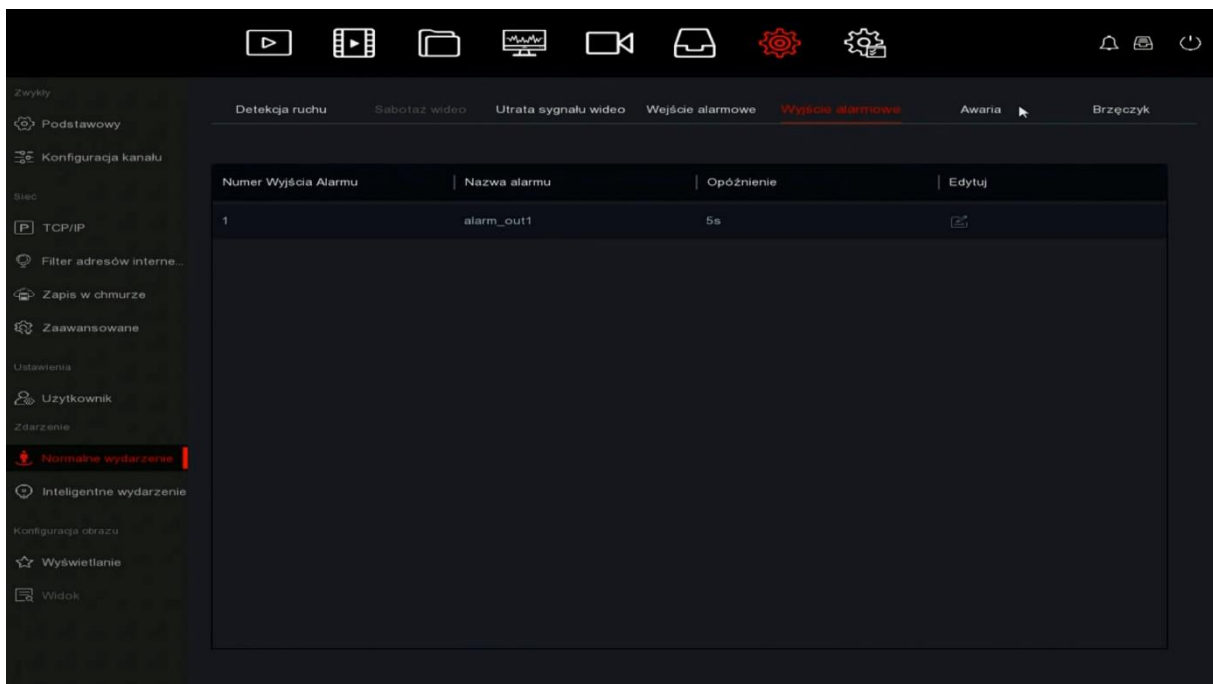 Zwykły
Podstawowy
Konfiguracja kanału
Sieć
TCP/IP
Filter adresów interne...
Zapis w chmurze
Zaawansowane
Ustawienia
Użytkownik
Zdarzenie
Normalne wydarzenie
Inteligentne wydarzenie
Konfiguracja obrazu
Wyświetlanie
Widok
Detekcja ruchu Sabotaż wideo Utrata sygnału wideo Wejście alarmowe Wyjście alarmowe Awaria Brzęczyk
Numer Wyjścia Alarmu Nazwa alarmu Opóźnienie Edytuj
1 alarm_out1 5s